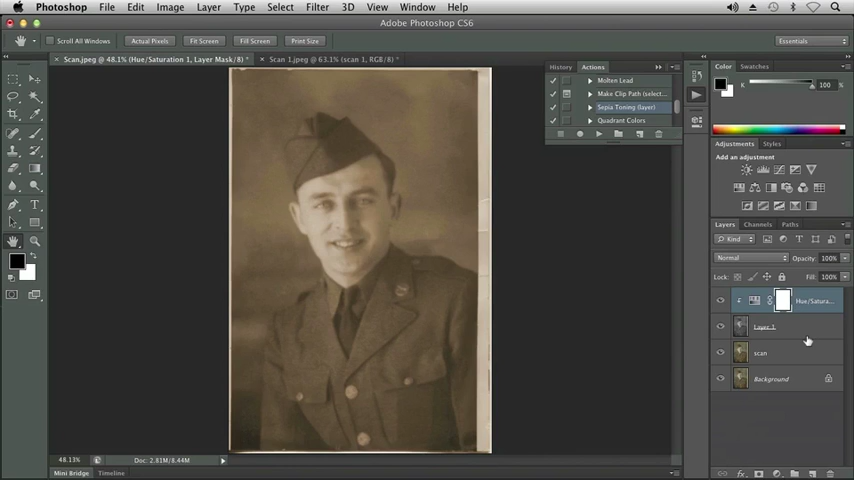 Photoshop File Edit Image Layer Type Select Filter 3D View Window Help
Adobe Photoshop CS6
Scroll All Windows Actual Pixels Fit Screen Fill Screen Print Size Essentials
Scan.jpeg @ 48.1% (Hue/Saturation 1, Layer Mask/8) * Scan 1.jpeg @ 63.1% (scan 1, RGB/8) *
History Actions
Molten Lead
Make Clip Path (select...
Sepia Toning (layer)
Quadrant Colors
Color Swatches
K 100 %
Adjustments Styles
Add an adjustment
Layers Channels Paths
Kind
Normal Opacity: 100%
Lock: Fill: 100%
Hue/Satura...
Layer 1
scan
Background
48.13% Doc: 2.81M/8.44M
Mini Bridge Timeline